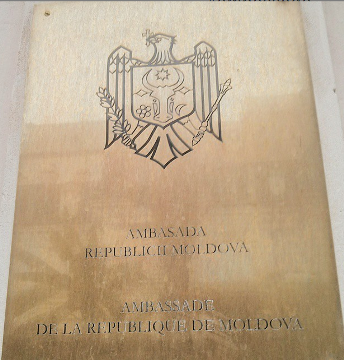 AMBASADA
REPUBLICII MOLDOVA
AMBASSADE
DE LA REPUBLIQUE DE MOLDOVA